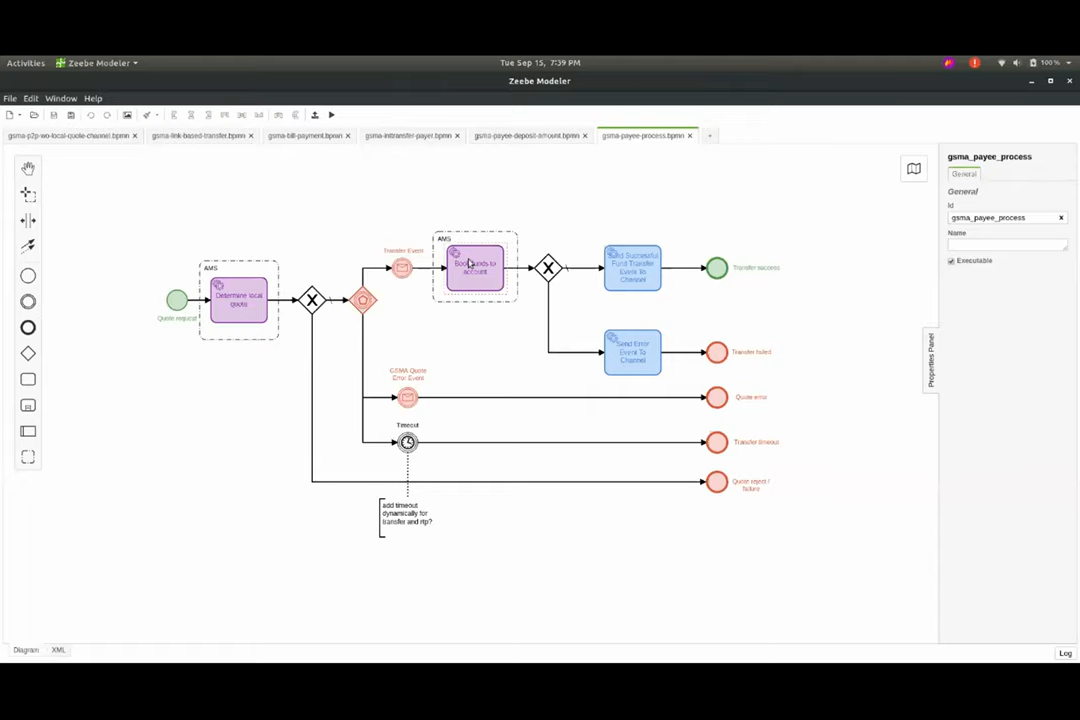 Activities
Zeebe Modeler
Tue Sep 15, 7:39 PM
100 %
Zeebe Modeler
File Edit Window Help
gsma-p2p-wo-local-quote-channel.bpmn
gsma-link-based-transfer.bpmn
gsma-bill-payment.bpmn
gsma-inttransfer-payer.bpmn
gsma-payee-deposit-amount.bpmn
gsma-payee-process.bpmn
gsma_payee_process
General
General
Id
gsma_payee_process
Name
Executable
Properties Panel
Quote request
AMS
Determine local
quote
Transfer Event
AMS
account
Fund Transfer
Event To
Channel
Transfer success
Send Error
Event To
Channel
Transfer failed
GSMA Quote
Error Event
Quote error
Timeout
Transfer timeout
Quote reject /
failure
add timeout
dynamically for
transfer and rtp?
Diagram XML
Log